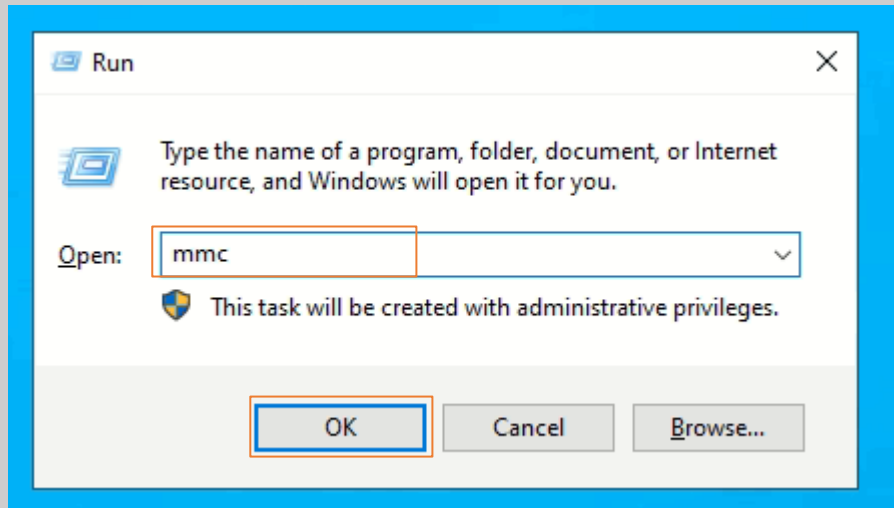 Run
Type the name of a program, folder, document, or Internet
resource, and Windows will open it for you.
Open: mmc
This task will be created with administrative privileges.
OK Cancel Browse...